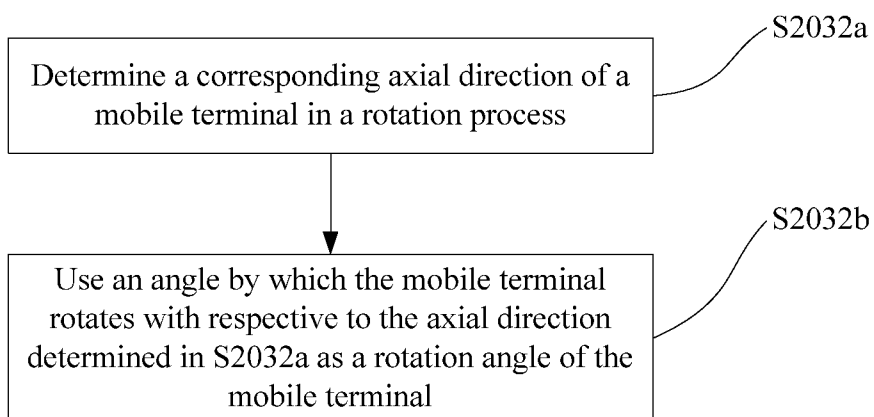 S2032a
Determine a corresponding axial direction of a
mobile terminal in a rotation process
S2032b
Use an angle by which the mobile terminal
rotates with respective to the axial direction
determined in S2032a as a rotation angle of the
mobile terminal